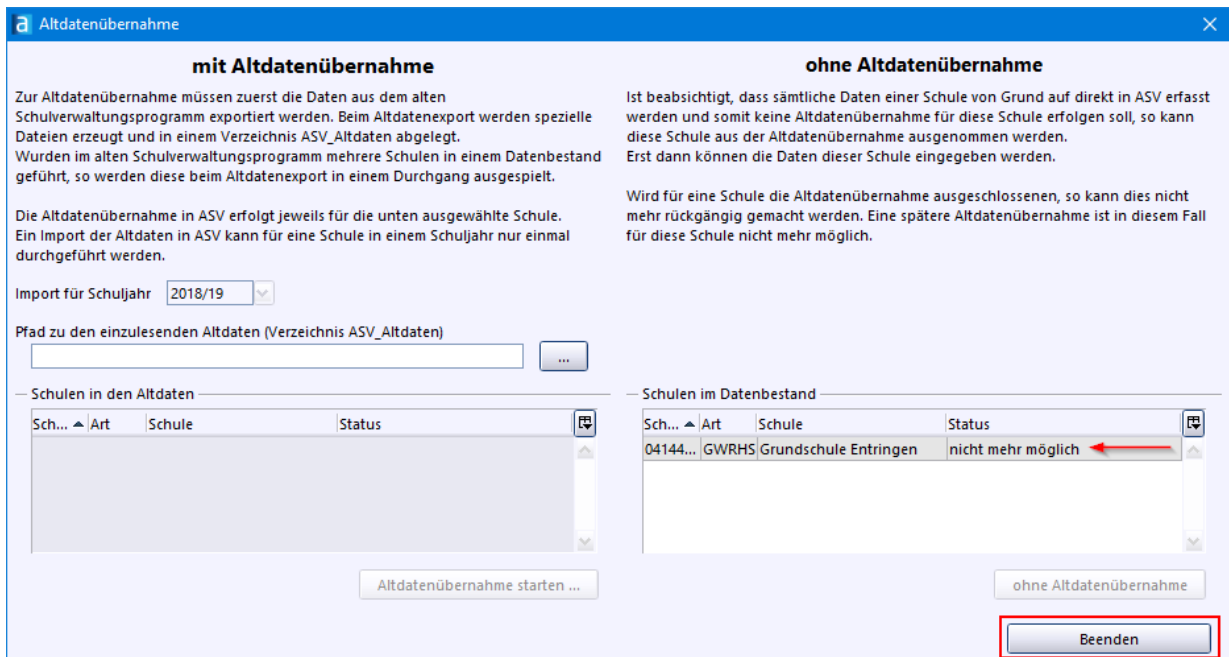 Altdatenübernahme
mit Altdatenübernahme
Zur Altdatenübernahme müssen zuerst die Daten aus dem alten
Schulverwaltungsprogramm exportiert werden. Beim Altdatenexport werden spezielle
Dateien erzeugt und in einem Verzeichnis ASV_Altdaten abgelegt.
Wurden im alten Schulverwaltungsprogramm mehrere Schulen in einem Datenbestand
geführt, so werden diese beim Altdatenexport in einem Durchgang ausgespielt.
Die Altdatenübernahme in ASV erfolgt jeweils für die unten ausgewählte Schule.
Ein Import der Altdaten in ASV kann für eine Schule in einem Schuljahr nur einmal
durchgeführt werden.
Import für Schuljahr 2018/19
Pfad zu den einzulesenden Altdaten (Verzeichnis ASV_Altdaten)
...
Schulen in den Altdaten
Sch... Art Schule Status
Altdatenübernahme starten ...
ohne Altdatenübernahme
Ist beabsichtigt, dass sämtliche Daten einer Schule von Grund auf direkt in ASV erfasst
werden und somit keine Altdatenübernahme für diese Schule erfolgen soll, so kann
diese Schule aus der Altdatenübernahme ausgenommen werden.
Erst dann können die Daten dieser Schule eingegeben werden.
Wird für eine Schule die Altdatenübernahme ausgeschlossenen, so kann dies nicht
mehr rückgängig gemacht werden. Eine spätere Altdatenübernahme ist in diesem Fall
für diese Schule nicht mehr möglich.
Schulen im Datenbestand
Sch... Art Schule Status
04144... GWRHS Grundschule Entringen nicht mehr möglich
ohne Altdatenübernahme
Beenden